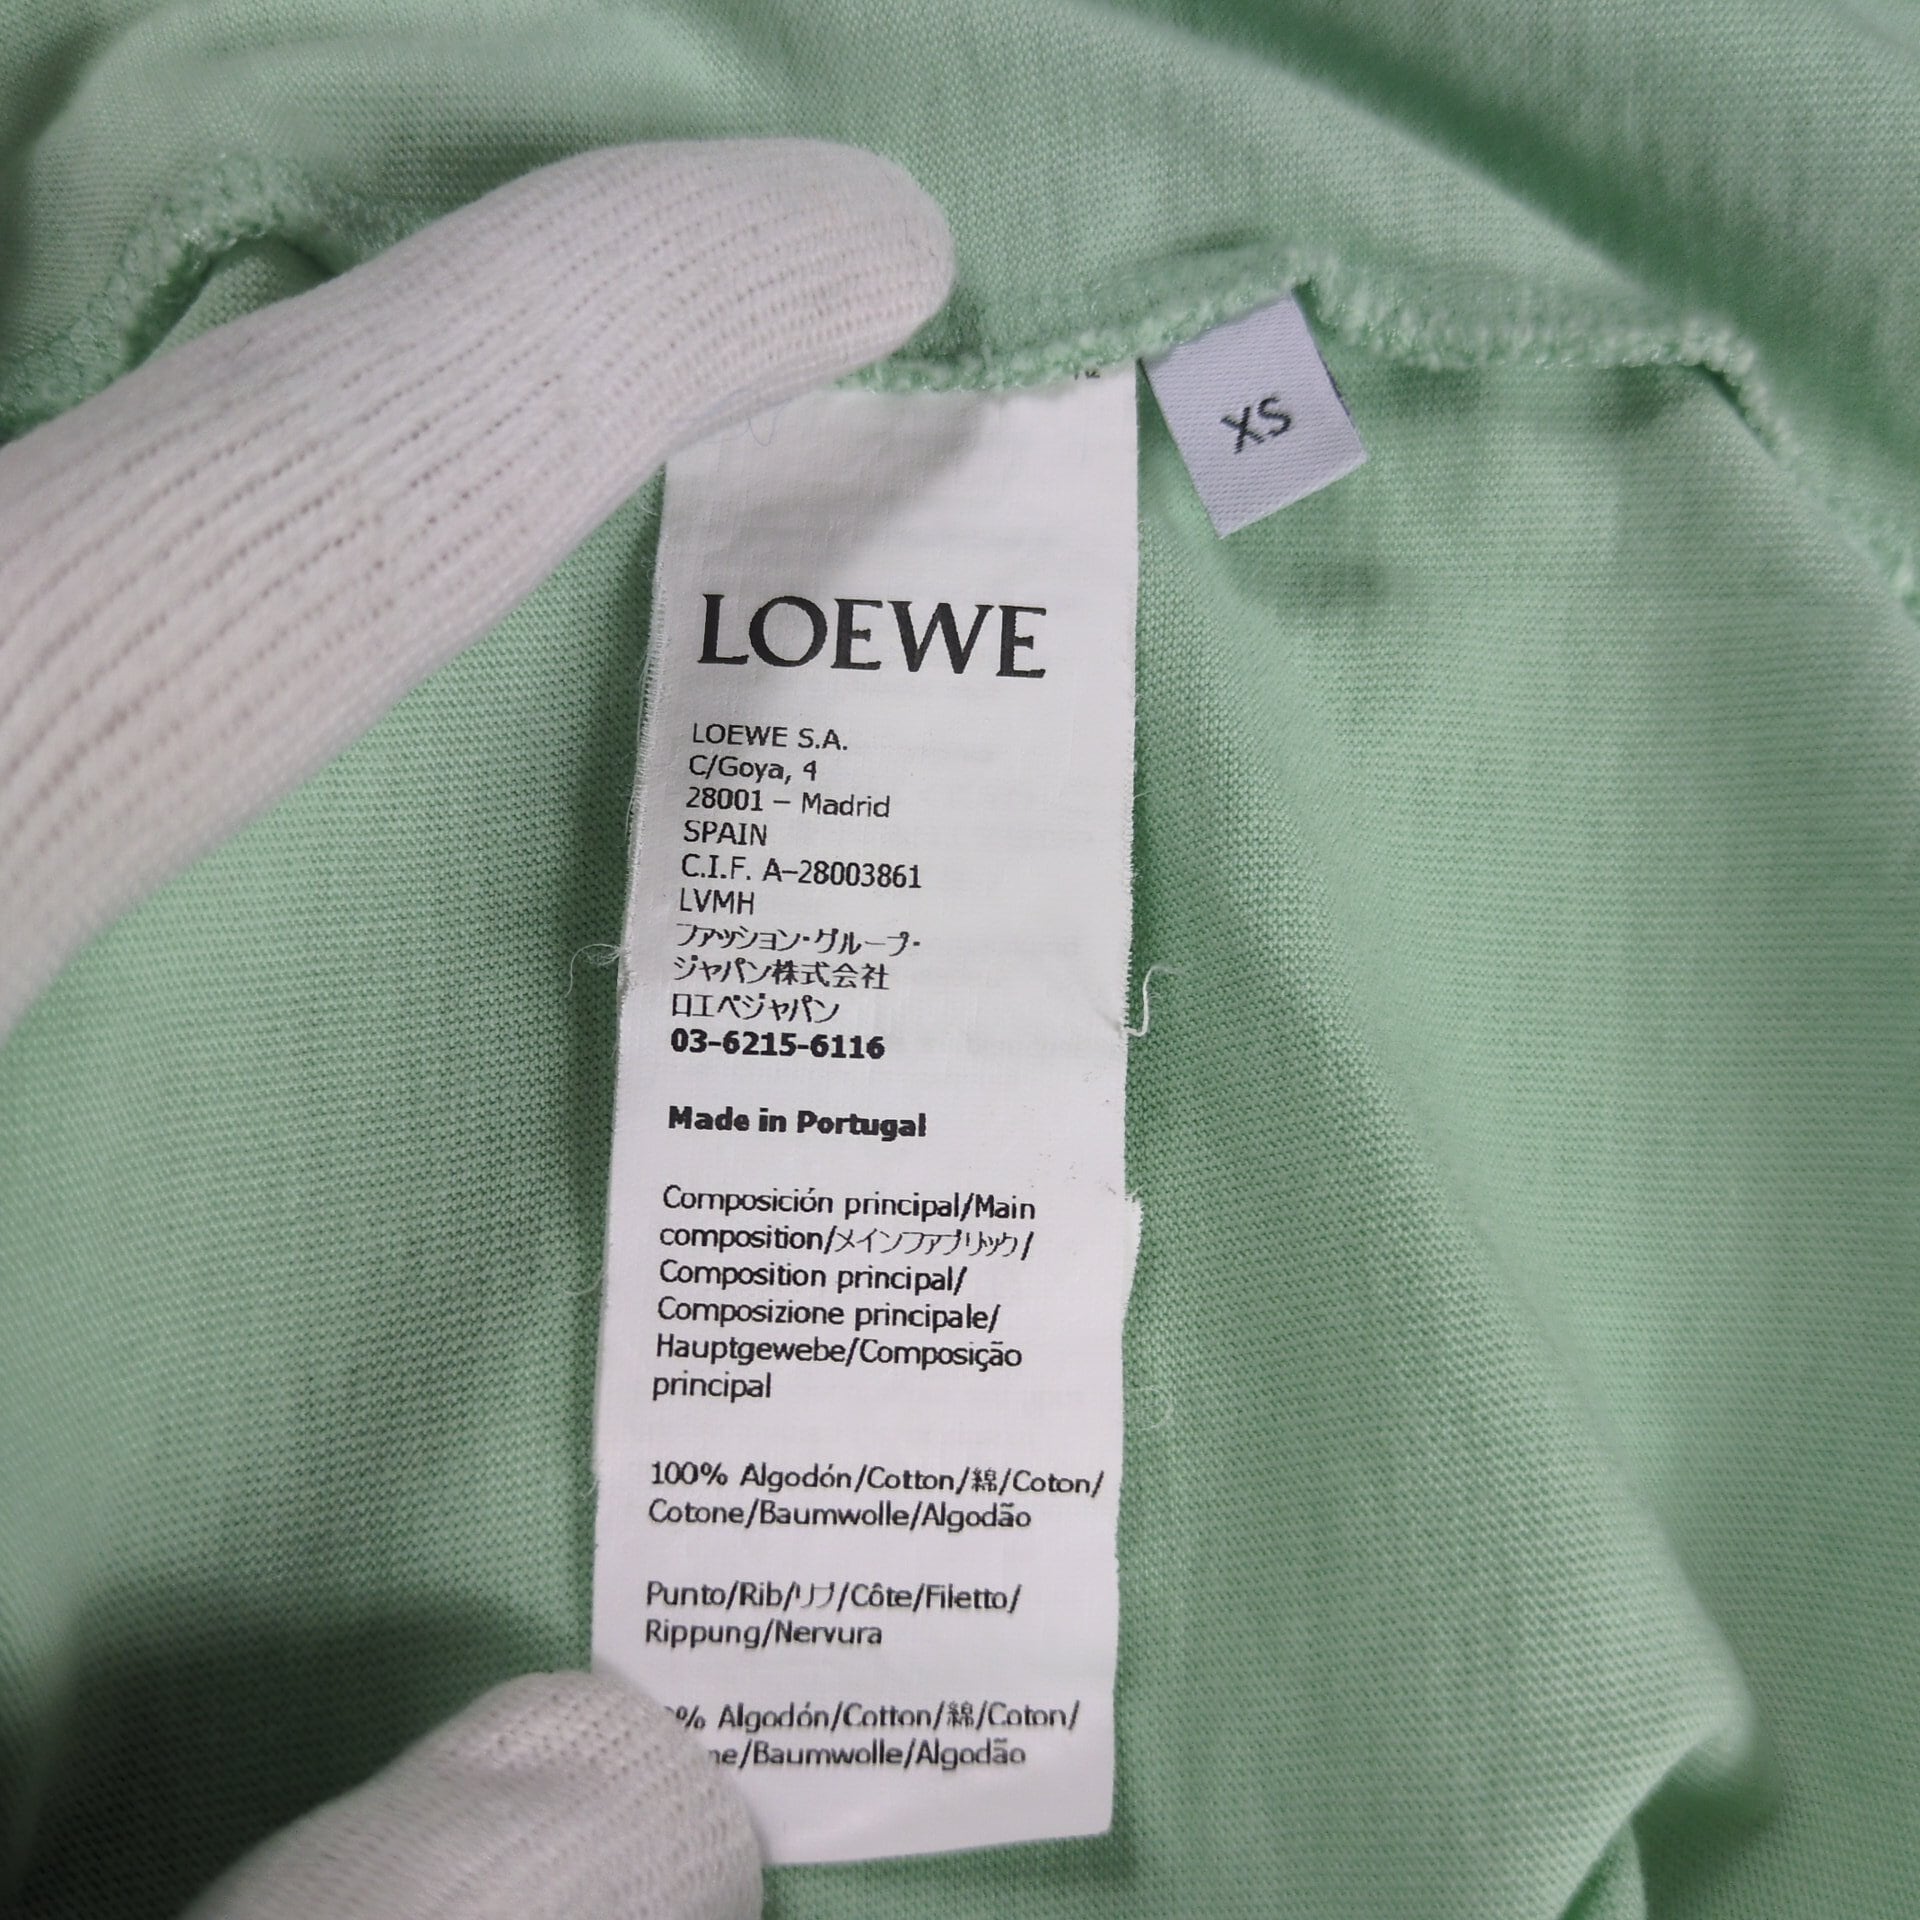 XS
LOEWE
LOEWE S.A.
C/Goya, 4
28001 – Madrid
SPAIN
C.I.F. A–28003861
LVMH
ファッション・グループ・
ジャパン株式会社
ロエベジャパン
03-6215-6116
Made in Portugal
Composición principal/Main
composition/メインファブリック/
Composition principal/
Composizione principale/
Hauptgewebe/Composição
principal
100% Algodón/Cotton/綿/Coton/
Cotone/Baumwolle/Algodão
Punto/Rib/リブ/Côte/Filetto/
Rippung/Nervura
% Algodón/Cotton/綿/Coton/
ne/Baumwolle/Algodão